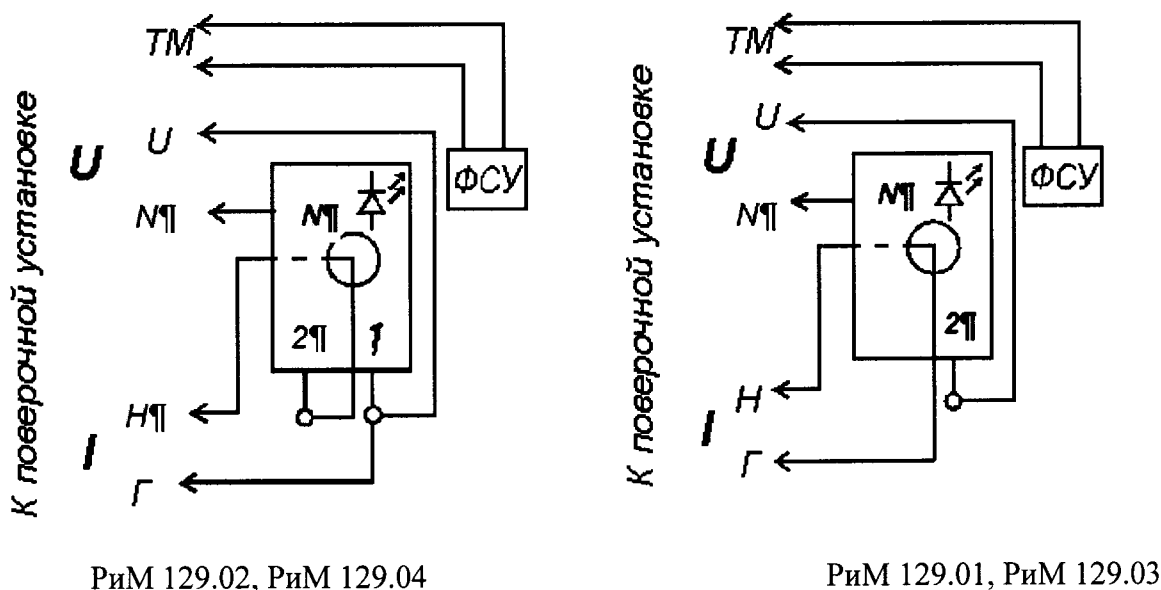 К поверочной установке
ТМ
U
U
N¶
ФСУ
N¶
2¶ 1
Н¶
I
Г
РиМ 129.02, РиМ 129.04
К поверочной установке
ТМ
U
U
N¶
ФСУ
N¶
2¶
Н
I
Г
РиМ 129.01, РиМ 129.03